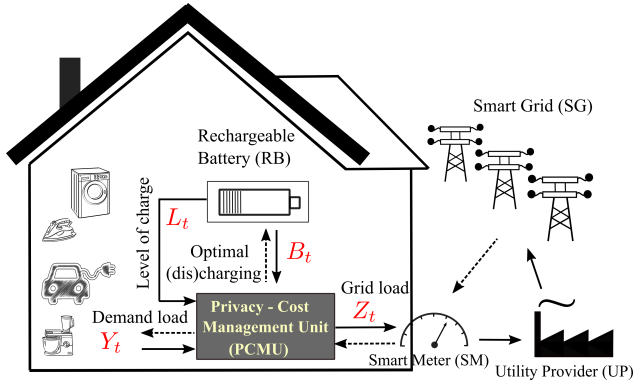 Smart Grid (SG)
Rechargeable
Battery (RB)
Level of charge
L_t
Optimal
(dis)charging
B_t
Grid load
Z_t
Demand load
Y_t
Privacy - Cost
Management Unit
(PCMU)
Smart Meter (SM)
Utility Provider (UP)